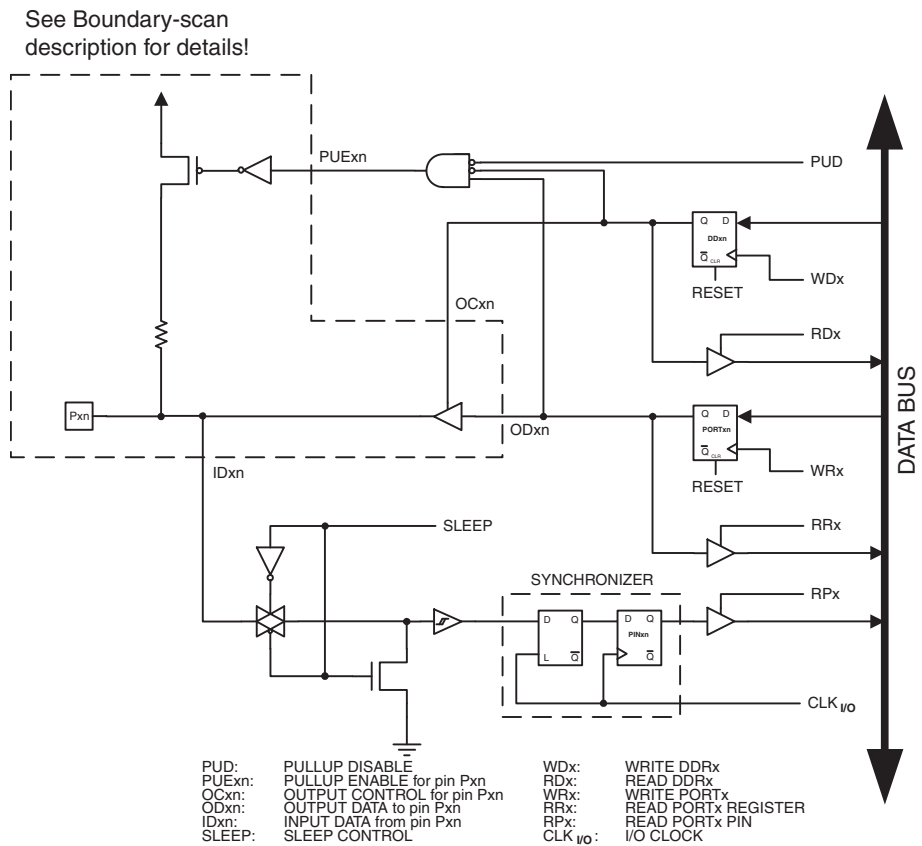 See Boundary-scan
description for details!
PUExn
PUD
Q D
DDxn
Q CLR
WDx
RESET
OCxn
RDx
Pxn
Q D
PORTxn
ODxn
Q CLR
IDxn
WRx
RESET
SLEEP
RRx
SYNCHRONIZER
RPx
D Q
D Q
PINxn
L Q
Q
CLK I/O
DATA BUS
PUD: PULLUP DISABLE
PUExn: PULLUP ENABLE for pin Pxn
OCxn: OUTPUT CONTROL for pin Pxn
ODxn: OUTPUT DATA to pin Pxn
IDxn: INPUT DATA from pin Pxn
SLEEP: SLEEP CONTROL
WDx: WRITE DDRx
RDx: READ DDRx
WRx: WRITE PORTx
RRx: READ PORTx REGISTER
RPx: READ PORTx PIN
CLK I/O: I/O CLOCK